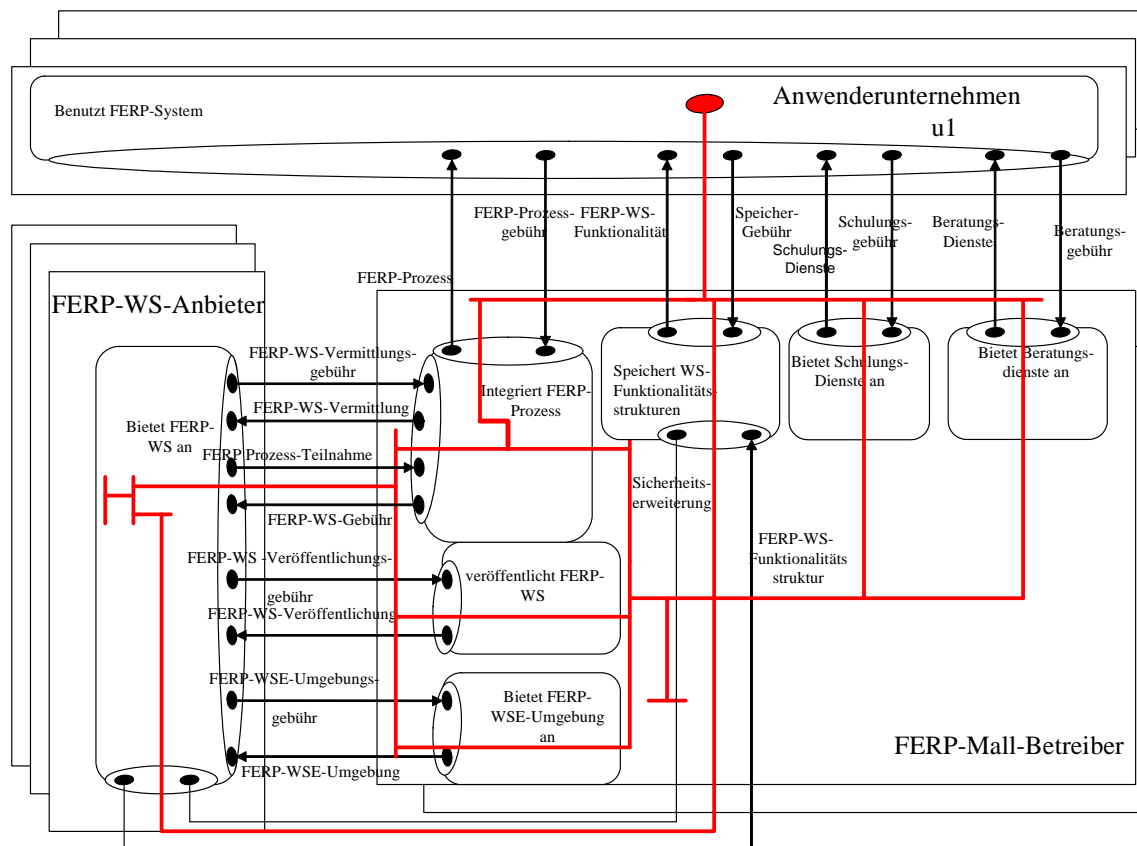 Benutzt FERP-System
Anwenderunternehmen
u1
FERP-Prozess-
gebühr
FERP-WS-
Funktionalität
Speicher-
Gebühr
Schulungs-
Dienste
Schulungs-
gebühr
Beratungs-
Dienste
Beratungs-
gebühr
FERP-Prozess
FERP-WS-Anbieter
FERP-WS-Vermittlungs-
gebühr
FERP-WS-Vermittlung
Bietet FERP-
WS an
FERP Prozess-Teilnahme
FERP-WS-Gebühr
FERP-WS -Veröffentlichungs-
gebühr
FERP-WS-Veröffentlichung
FERP-WSE-Umgebungs-
gebühr
FERP-WSE-Umgebung
Integriert FERP-
Prozess
Speichert WS-
Funktionalitäts-
strukturen
Bietet Schulungs-
Dienste an
Bietet Beratungs-
dienste an
Sicherheits-
erweiterung
FERP-WS-
Funktionalitäts
struktur
veröffentlicht FERP-
WS
Bietet FERP-
WSE-Umgebung
an
FERP-Mall-Betreiber